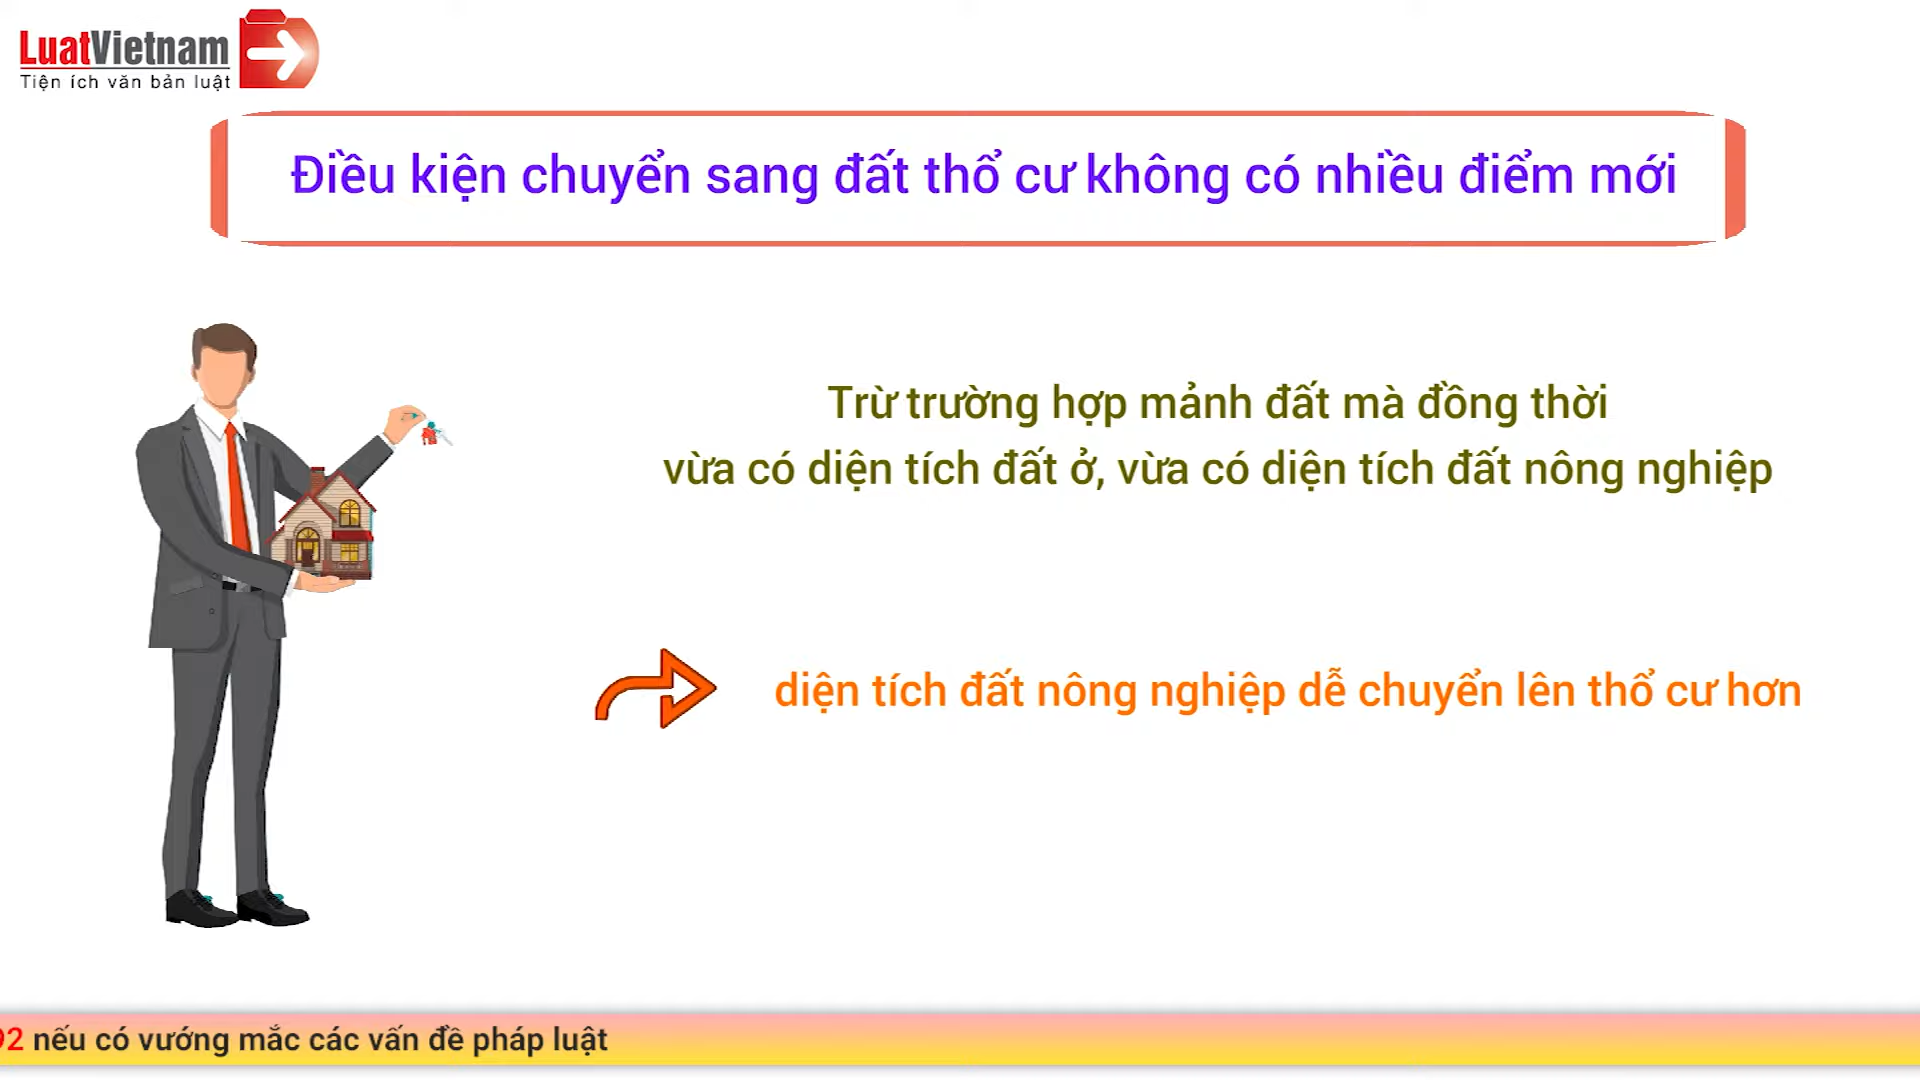 LuatVietnam
Tiện ích văn bản luật
Điều kiện chuyển sang đất thổ cư không có nhiều điểm mới
Trừ trường hợp mảnh đất mà đồng thời
vừa có diện tích đất ở, vừa có diện tích đất nông nghiệp
diện tích đất nông nghiệp dễ chuyển lên thổ cư hơn
2 nếu có vướng mắc các vấn đề pháp luật